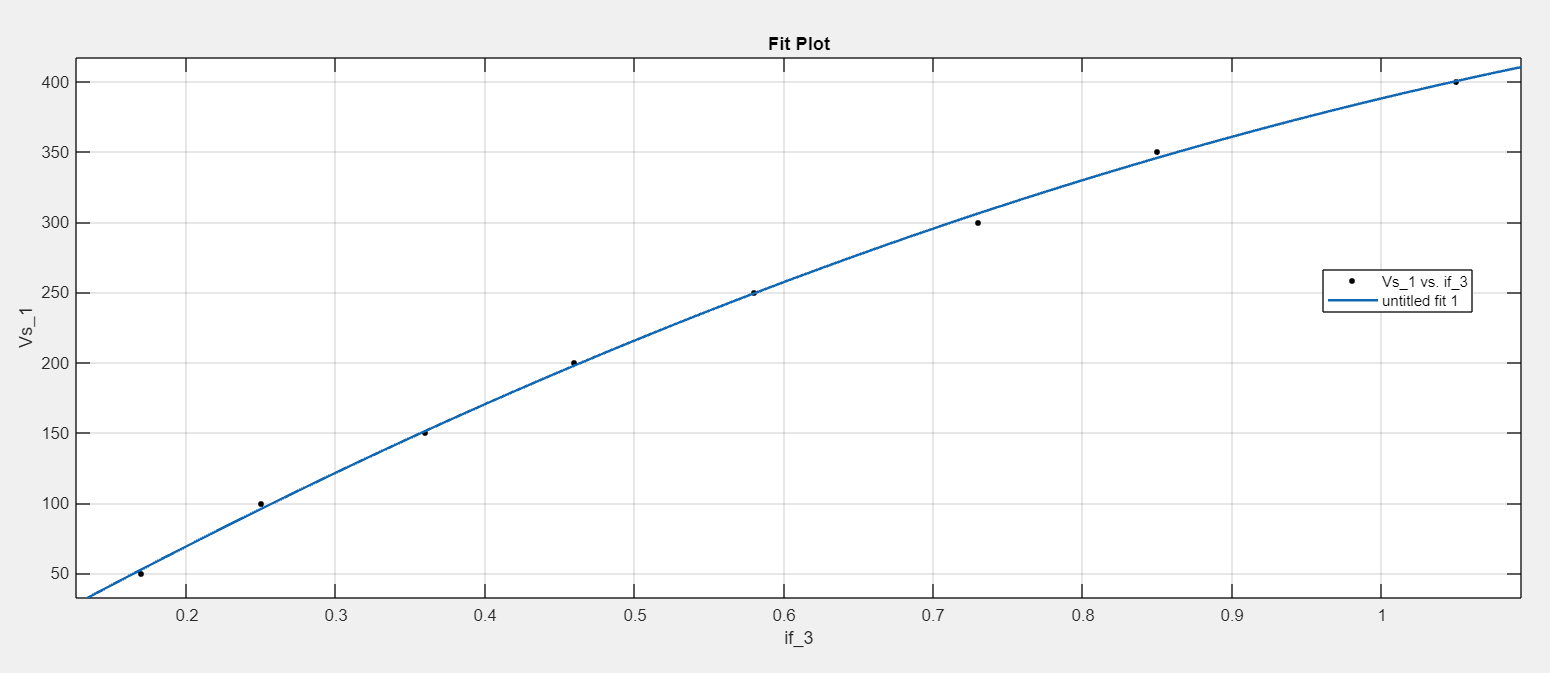 Fit Plot
400
350
300
250
200
150
100
50
Vs_1
Vs_1 vs. if_3
untitled fit 1
0.2 0.3 0.4 0.5 0.6 0.7 0.8 0.9 1
if_3